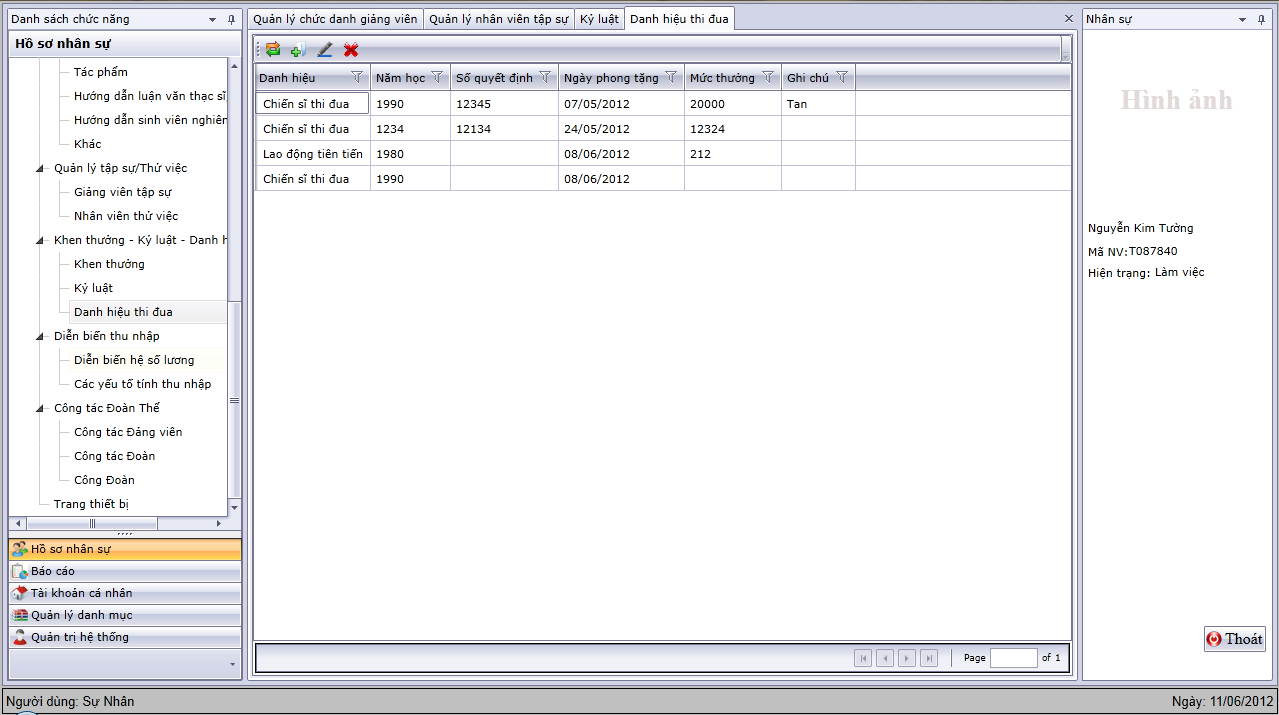 Danh sách chức năng
Hồ sơ nhân sự
Tác phẩm
Hướng dẫn luận văn thạc sĩ
Hướng dẫn sinh viên nghiên
Khác
Quản lý tập sự/Thử việc
Giảng viên tập sự
Nhân viên thử việc
Khen thưởng - Kỷ luật - Danh h
Khen thưởng
Kỷ luật
Danh hiệu thi đua
Diễn biến thu nhập
Diễn biến hệ số lương
Các yếu tố tính thu nhập
Công tác Đoàn Thể
Công tác Đảng viên
Công tác Đoàn
Công Đoàn
Trang thiết bị
Hồ sơ nhân sự
Báo cáo
Tài khoản cá nhân
Quản lý danh mục
Quản trị hệ thống
Quản lý chức danh giảng viên Quản lý nhân viên tập sự Kỷ luật Danh hiệu thi đua
Danh hiệu Năm học Số quyết định Ngày phong tặng Mức thưởng Ghi chú
Chiến sĩ thi đua 1990 12345 07/05/2012 20000 Tan
Chiến sĩ thi đua 1234 12134 24/05/2012 12324
Lao động tiên tiến 1980 08/06/2012 212
Chiến sĩ thi đua 1990 08/06/2012
Page of 1
Nhân sự
Hình ảnh
Nguyễn Kim Tường
Mã NV:T087840
Hiện trạng: Làm việc
Thoát
Người dùng: Sự Nhân
Ngày: 11/06/2012